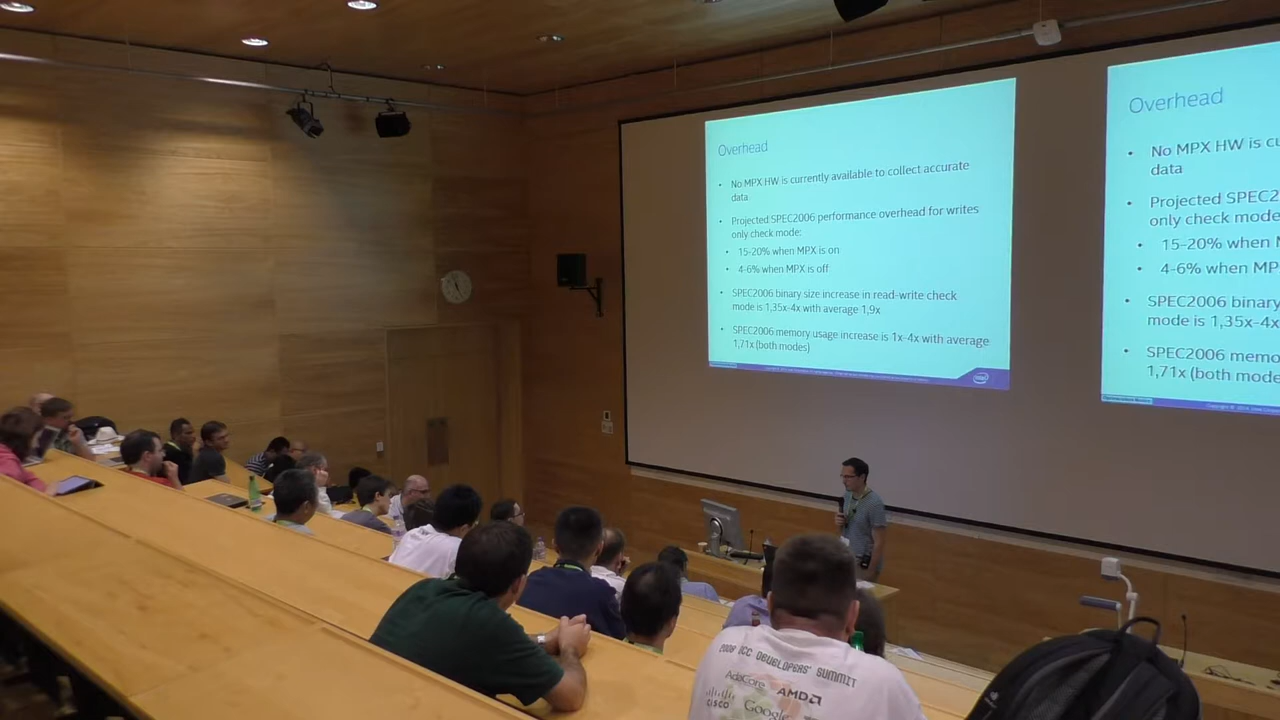 Overhead
• No MPX HW is currently available to collect accurate
data
• Projected SPEC2006 performance overhead for writes
only check mode:
• 15-20% when MPX is on
• 4-6% when MPX is off
• SPEC2006 binary size increase in read-write check
mode is 1,35x-4x with average 1,9x
• SPEC2006 memory usage increase is 1x-4x with average
1,71x (both modes)
intel
Overhead
• No MPX HW is cu
data
• Projected SPEC2
only check mode
• 15-20% when M
• 4-6% when MP
• SPEC2006 binary
mode is 1,35x-4x
• SPEC2006 memo
1,71x (both mode
2008 GCC DEVELOPERS' SUMMIT
AdaCore
AMD
CISCO
Google